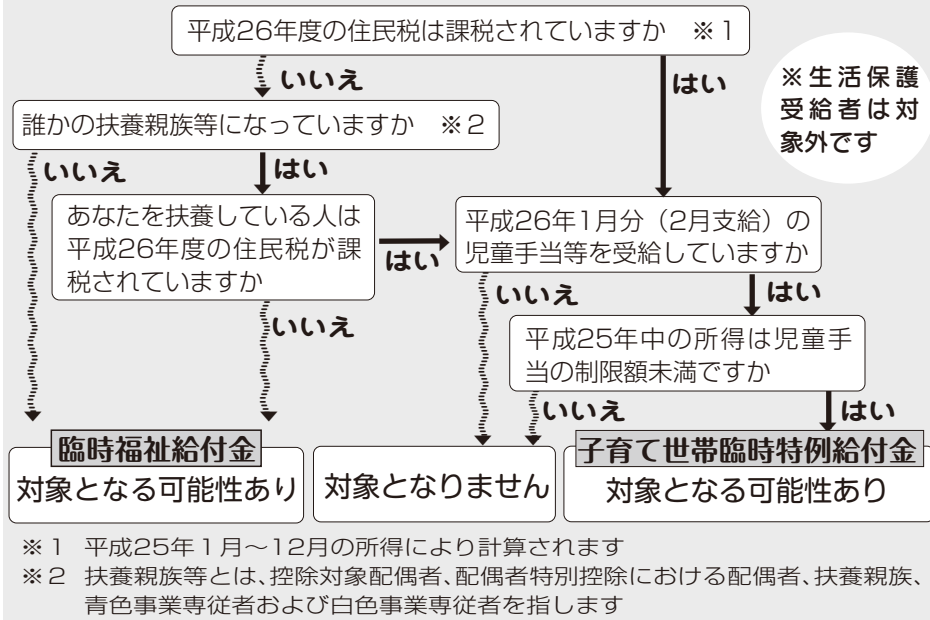 平成26年度の住民税は課税されていますか ※1
いいえ
はい
※生活保護
受給者は対
象外です
誰かの扶養親族等になっていますか ※2
いいえ
はい
あなたを扶養している人は
平成26年度の住民税が課
税されていますか
はい
いいえ
平成26年1月分（2月支給）の
児童手当等を受給していますか
いいえ
はい
平成25年中の所得は児童手
当の制限額未満ですか
いいえ
はい
臨時福祉給付金
対象となる可能性あり
対象となりません
子育て世帯臨時特例給付金
対象となる可能性あり
※1 平成25年1月～12月の所得により計算されます
※2 扶養親族等とは、控除対象配偶者、配偶者特別控除における配偶者、扶養親族、
青色事業専従者および白色事業専従者を指します